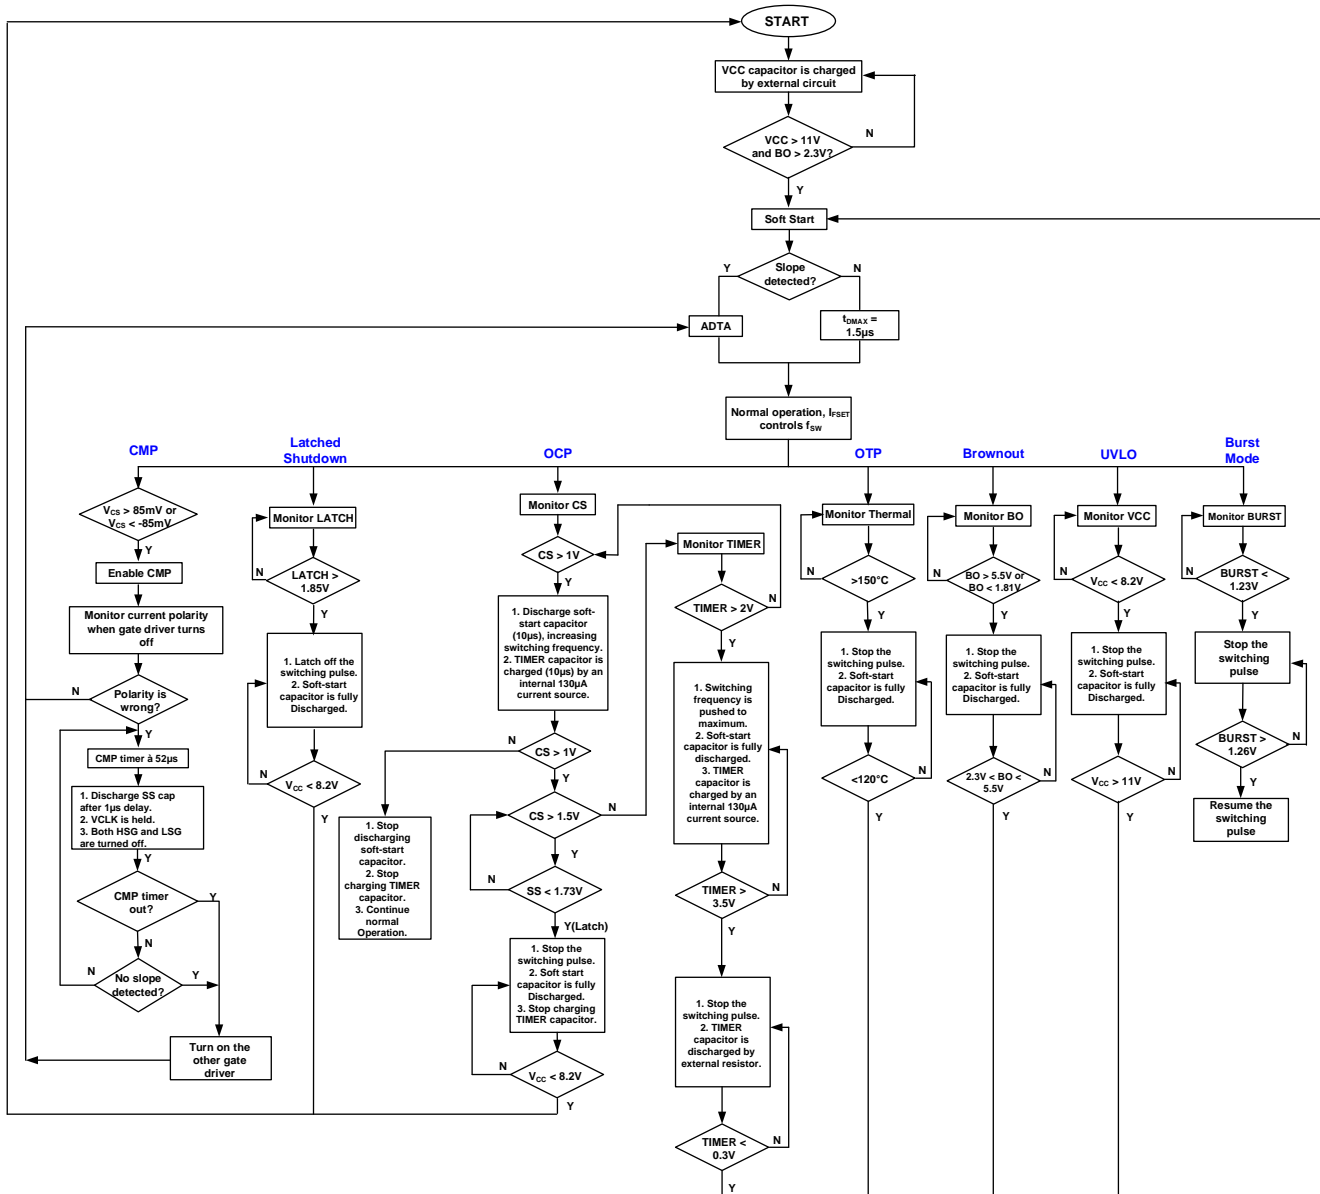 START
VCC capacitor is charged
by external circuit
VCC > 11V
and BO > 2.3V?
N
Y
Soft Start
Slope
detected?
Y
N
ADTA
tDMAX =
1.5µs
Normal operation, IFSET
controls fSW
CMP
VCS > 85mV or
VCS < -85mV
Y
Enable CMP
Monitor current polarity
when gate driver turns
off
Polarity is
wrong?
N
Y
CMP timer à 52µs
1. Discharge SS cap
after 1µs delay.
2. VCLK is held.
3. Both HSG and LSG
are turned off.
Y
CMP timer
out?
Y
N
No slope
detected?
N
Y
Turn on the
other gate
driver
Latched
Shutdown
Monitor LATCH
LATCH >
1.85V
N
Y
1. Latch off the
switching pulse.
2. Soft-start
capacitor is fully
Discharged.
VCC < 8.2V
N
Y
OCP
Monitor CS
CS > 1V
Y
1. Discharge soft-
start capacitor
(10µs), increasing
switching frequency.
2. TIMER capacitor is
charged (10µs) by an
internal 130µA
current source.
CS > 1V
N
Y
1. Stop
discharging
soft-start
capacitor.
2. Stop
charging TIMER
capacitor.
3. Continue
normal
Operation.
CS > 1.5V
N
Y
SS < 1.73V
N
Y(Latch)
1. Stop the
switching pulse.
2. Soft start
capacitor is fully
Discharged.
3. Stop charging
TIMER capacitor.
VCC < 8.2V
N
Y
Monitor TIMER
TIMER > 2V
N
Y
1. Switching
frequency is
pushed to
maximum.
2. Soft-start
capacitor is fully
discharged.
3. TIMER
capacitor is
charged by an
internal 130µA
current source.
TIMER >
3.5V
N
Y
1. Stop the
switching pulse.
2. TIMER
capacitor is
discharged by
external resistor.
TIMER <
0.3V
N
Y
OTP
Monitor Thermal
>150°C
N
Y
1. Stop the
switching pulse.
2. Soft-start
capacitor is fully
Discharged.
<120°C
N
Y
Brownout
Monitor BO
BO > 5.5V or
BO < 1.81V
N
Y
1. Stop the
switching pulse.
2. Soft-start
capacitor is fully
Discharged.
2.3V < BO <
5.5V
N
Y
UVLO
Monitor VCC
VCC < 8.2V
N
Y
1. Stop the
switching pulse.
2. Soft-start
capacitor is fully
Discharged.
VCC > 11V
N
Y
Burst
Mode
Monitor BURST
BURST <
1.23V
N
Y
Stop the
switching
pulse
BURST >
1.26V
N
Y
Resume the
switching
pulse